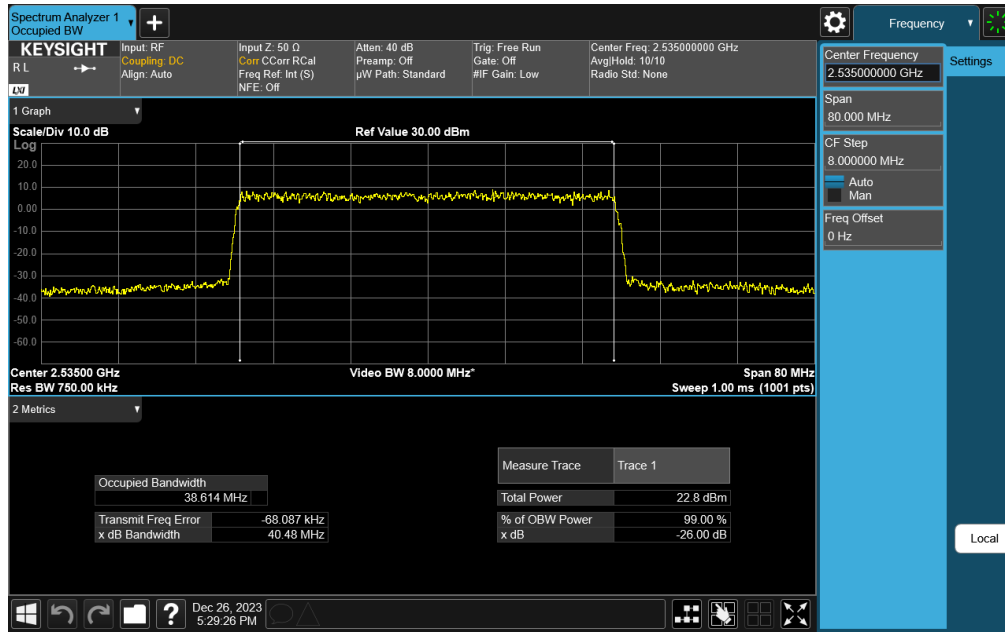 Spectrum Analyzer 1
Occupied BW
Frequency
KEYSIGHT
R L
LXI
Input: RF
Coupling: DC
Align: Auto
Input Z: 50 Ω
Corr CCorr RCal
Freq Ref: Int (S)
NFE: Off
Atten: 40 dB
Preamp: Off
µW Path: Standard
Trig: Free Run
Gate: Off
#IF Gain: Low
Center Freq: 2.535000000 GHz
Avg|Hold: 10/10
Radio Std: None
Center Frequency
2.535000000 GHz
Settings
Span
80.000 MHz
CF Step
8.000000 MHz
Auto
Man
Freq Offset
0 Hz
1 Graph
Scale/Div 10.0 dB
Ref Value 30.00 dBm
Log
20.0
10.0
0.00
-10.0
-20.0
-30.0
-40.0
-50.0
-60.0
Center 2.53500 GHz
Video BW 8.0000 MHz*
Span 80 MHz
Res BW 750.00 kHz
Sweep 1.00 ms (1001 pts)
2 Metrics
Measure Trace
Trace 1
Occupied Bandwidth
38.614 MHz
Total Power
22.8 dBm
Transmit Freq Error
-68.087 kHz
% of OBW Power
99.00 %
x dB Bandwidth
40.48 MHz
x dB
-26.00 dB
Local
?
Dec 26, 2023
5:29:26 PM